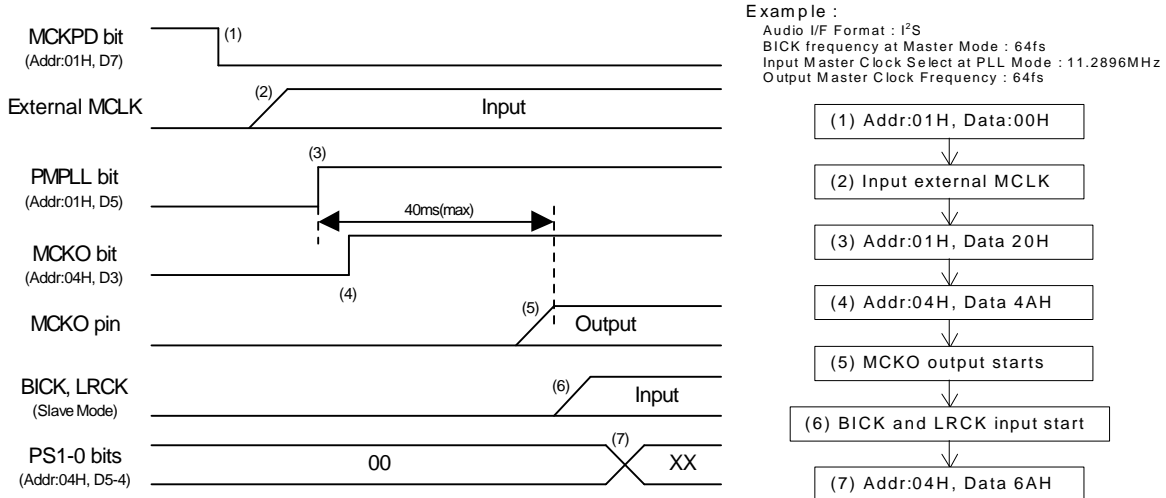 MCKPD bit
(Addr:01H, D7)
(1)
External MCLK
(2)
Input
PMPLL bit
(Addr:01H, D5)
(3)
40ms(max)
MCKO bit
(Addr:04H, D3)
(4)
MCKO pin
(5)
Output
BICK, LRCK
(Slave Mode)
(6)
Input
PS1-0 bits
(Addr:04H, D5-4)
00
(7)
XX
Example :
Audio I/F Format : I²S
BICK frequency at Master Mode : 64fs
Input Master Clock Select at PLL Mode : 11.2896MHz
Output Master Clock Frequency : 64fs
(1) Addr:01H, Data:00H
(2) Input external MCLK
(3) Addr:01H, Data 20H
(4) Addr:04H, Data 4AH
(5) MCKO output starts
(6) BICK and LRCK input start
(7) Addr:04H, Data 6AH